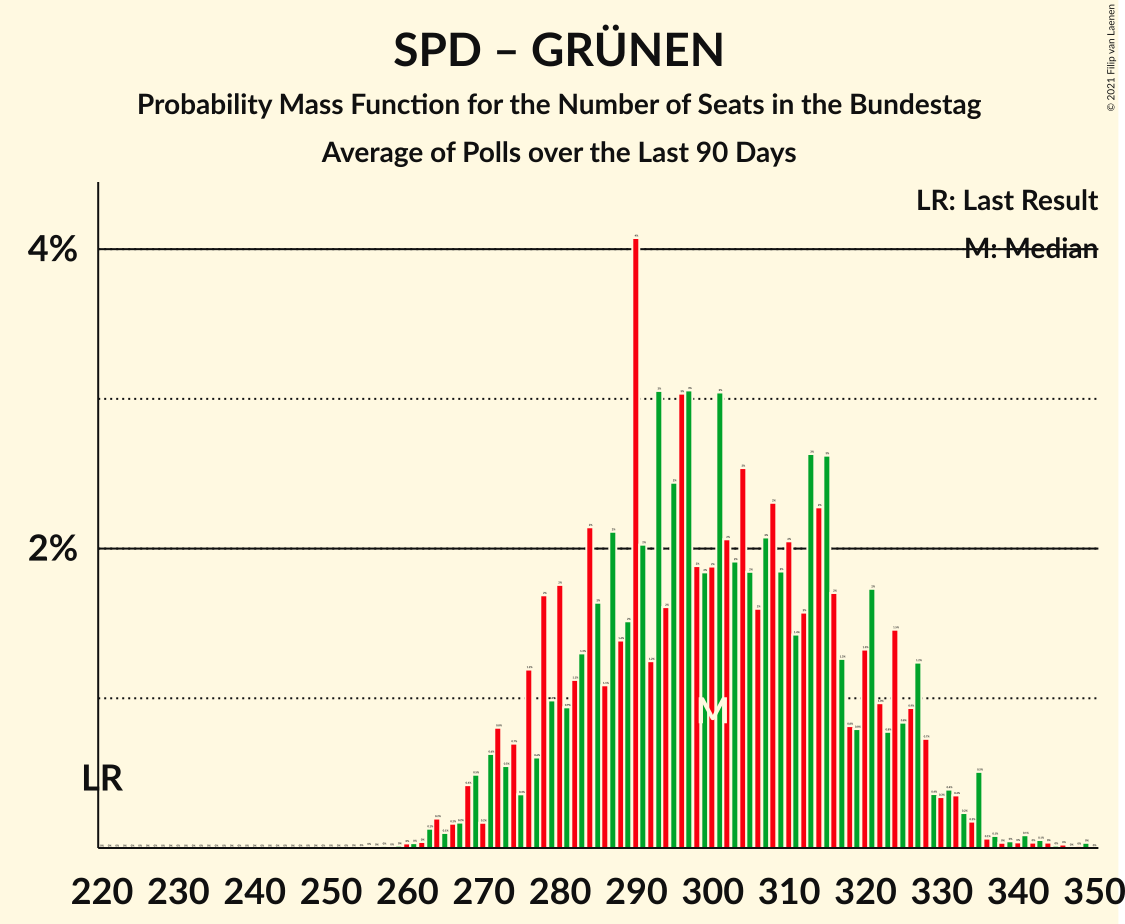 SPD – GRÜNEN
Probability Mass Function for the Number of Seats in the Bundestag
Average of Polls over the Last 90 Days
© 2021 Filip van Laenen
LR: Last Result
M: Median
4%
2%
M
LR
220 230 240 250 260 270 280 290 300 310 320 330 340 350